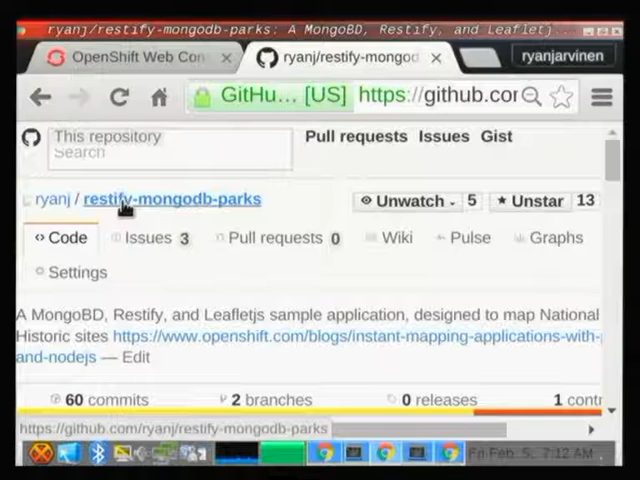 ryanj/restify-mongodb-parks: A MongoBD, Restify, and Leafletj...
OpenShift Web Con
ryanj/restify-mongod
ryanjarvinen
GitHu... [US] https://github.cor
This repository
Search
Pull requests Issues Gist
ryanj / restify-mongodb-parks
Unwatch 5
Unstar 13
<> Code
Issues 3
Pull requests 0
Wiki
Pulse
Graphs
Settings
A MongoBD, Restify, and Leafletjs sample application, designed to map National
Historic sites https://www.openshift.com/blogs/instant-mapping-applications-with-
and-nodejs — Edit
60 commits
2 branches
0 releases
1 contr
https://github.com/ryanj/restify-mongodb-parks
Fri Feb. 5, 7:12 AM